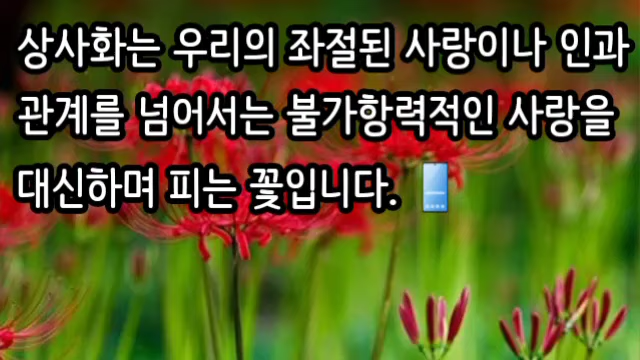 상사화는 우리의 좌절된 사랑이나 인과
관계를 넘어서는 불가항력적인 사랑을
대신하며 피는 꽃입니다.